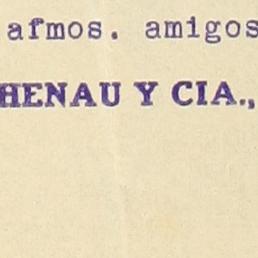 afmos. amigos
HENAU Y CIA.,